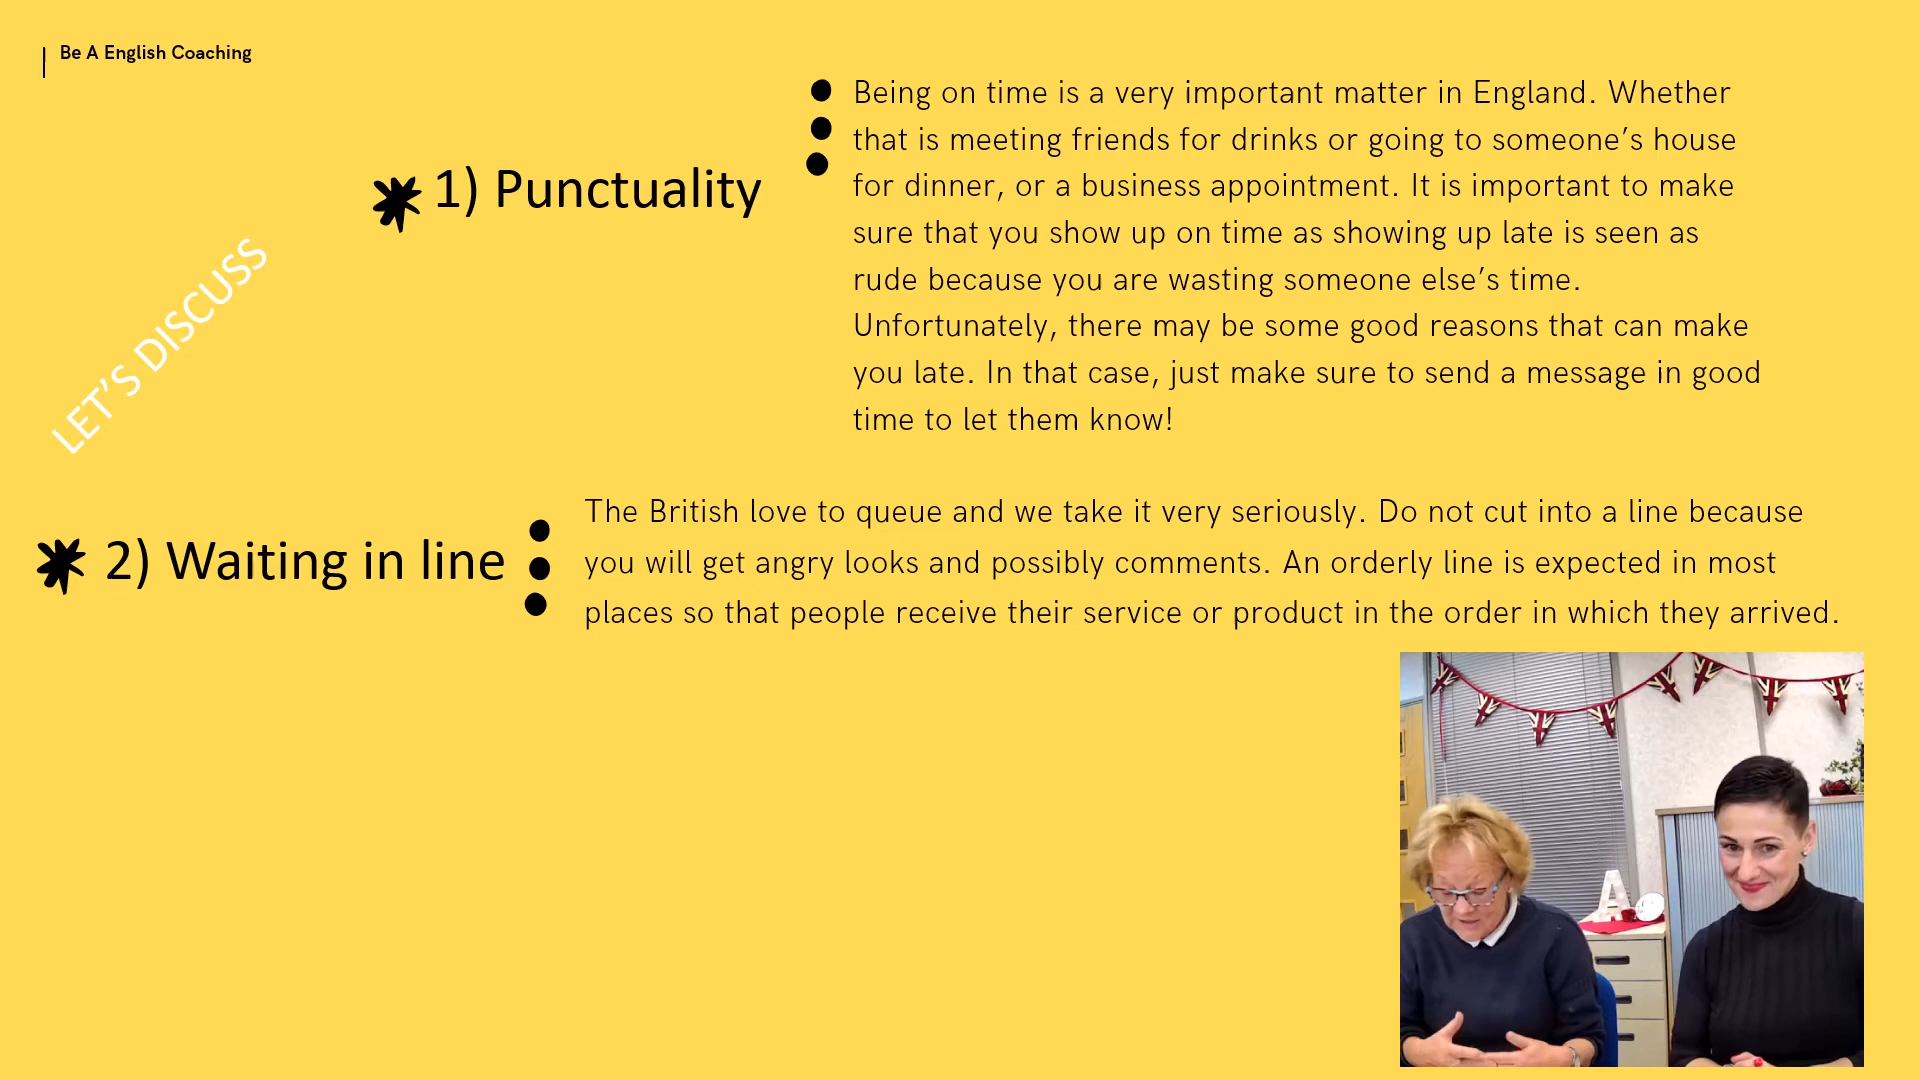 Be A English Coaching
1) Punctuality
Being on time is a very important matter in England. Whether
that is meeting friends for drinks or going to someone’s house
for dinner, or a business appointment. It is important to make
sure that you show up on time as showing up late is seen as
rude because you are wasting someone else’s time.
Unfortunately, there may be some good reasons that can make
you late. In that case, just make sure to send a message in good
time to let them know!
LET’S DISCUSS
2) Waiting in line
The British love to queue and we take it very seriously. Do not cut into a line because
you will get angry looks and possibly comments. An orderly line is expected in most
places so that people receive their service or product in the order in which they arrived.
A